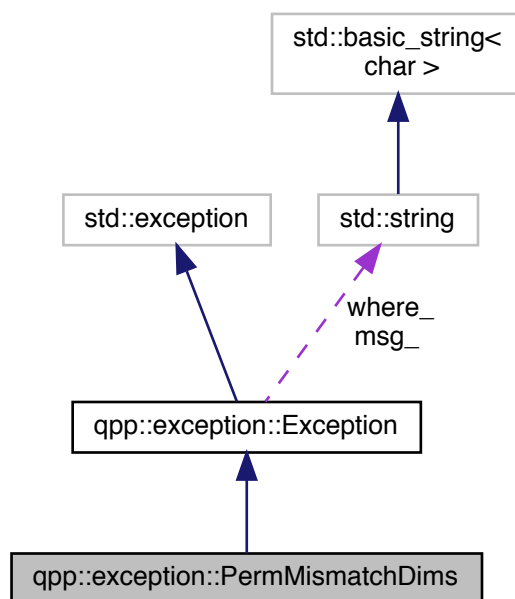 std::basic_string<
char >
std::exception
std::string
where_
msg_
qpp::exception::Exception
qpp::exception::PermMismatchDims